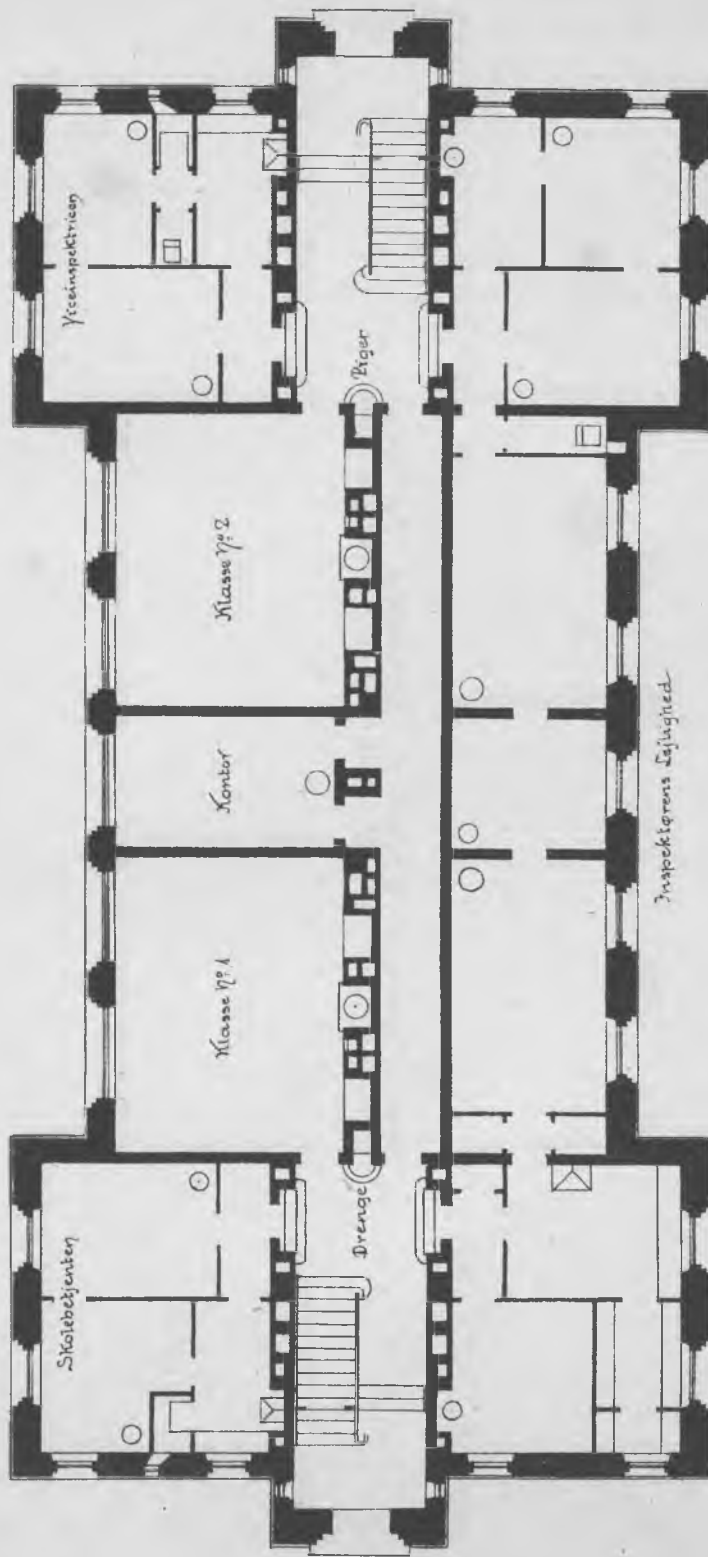 Viceinspektricen
Piger
Klasse No. 2
Kontor
Inspektørens Lejlighed
Klasse No. 1
Drenge
Skolebetjenten